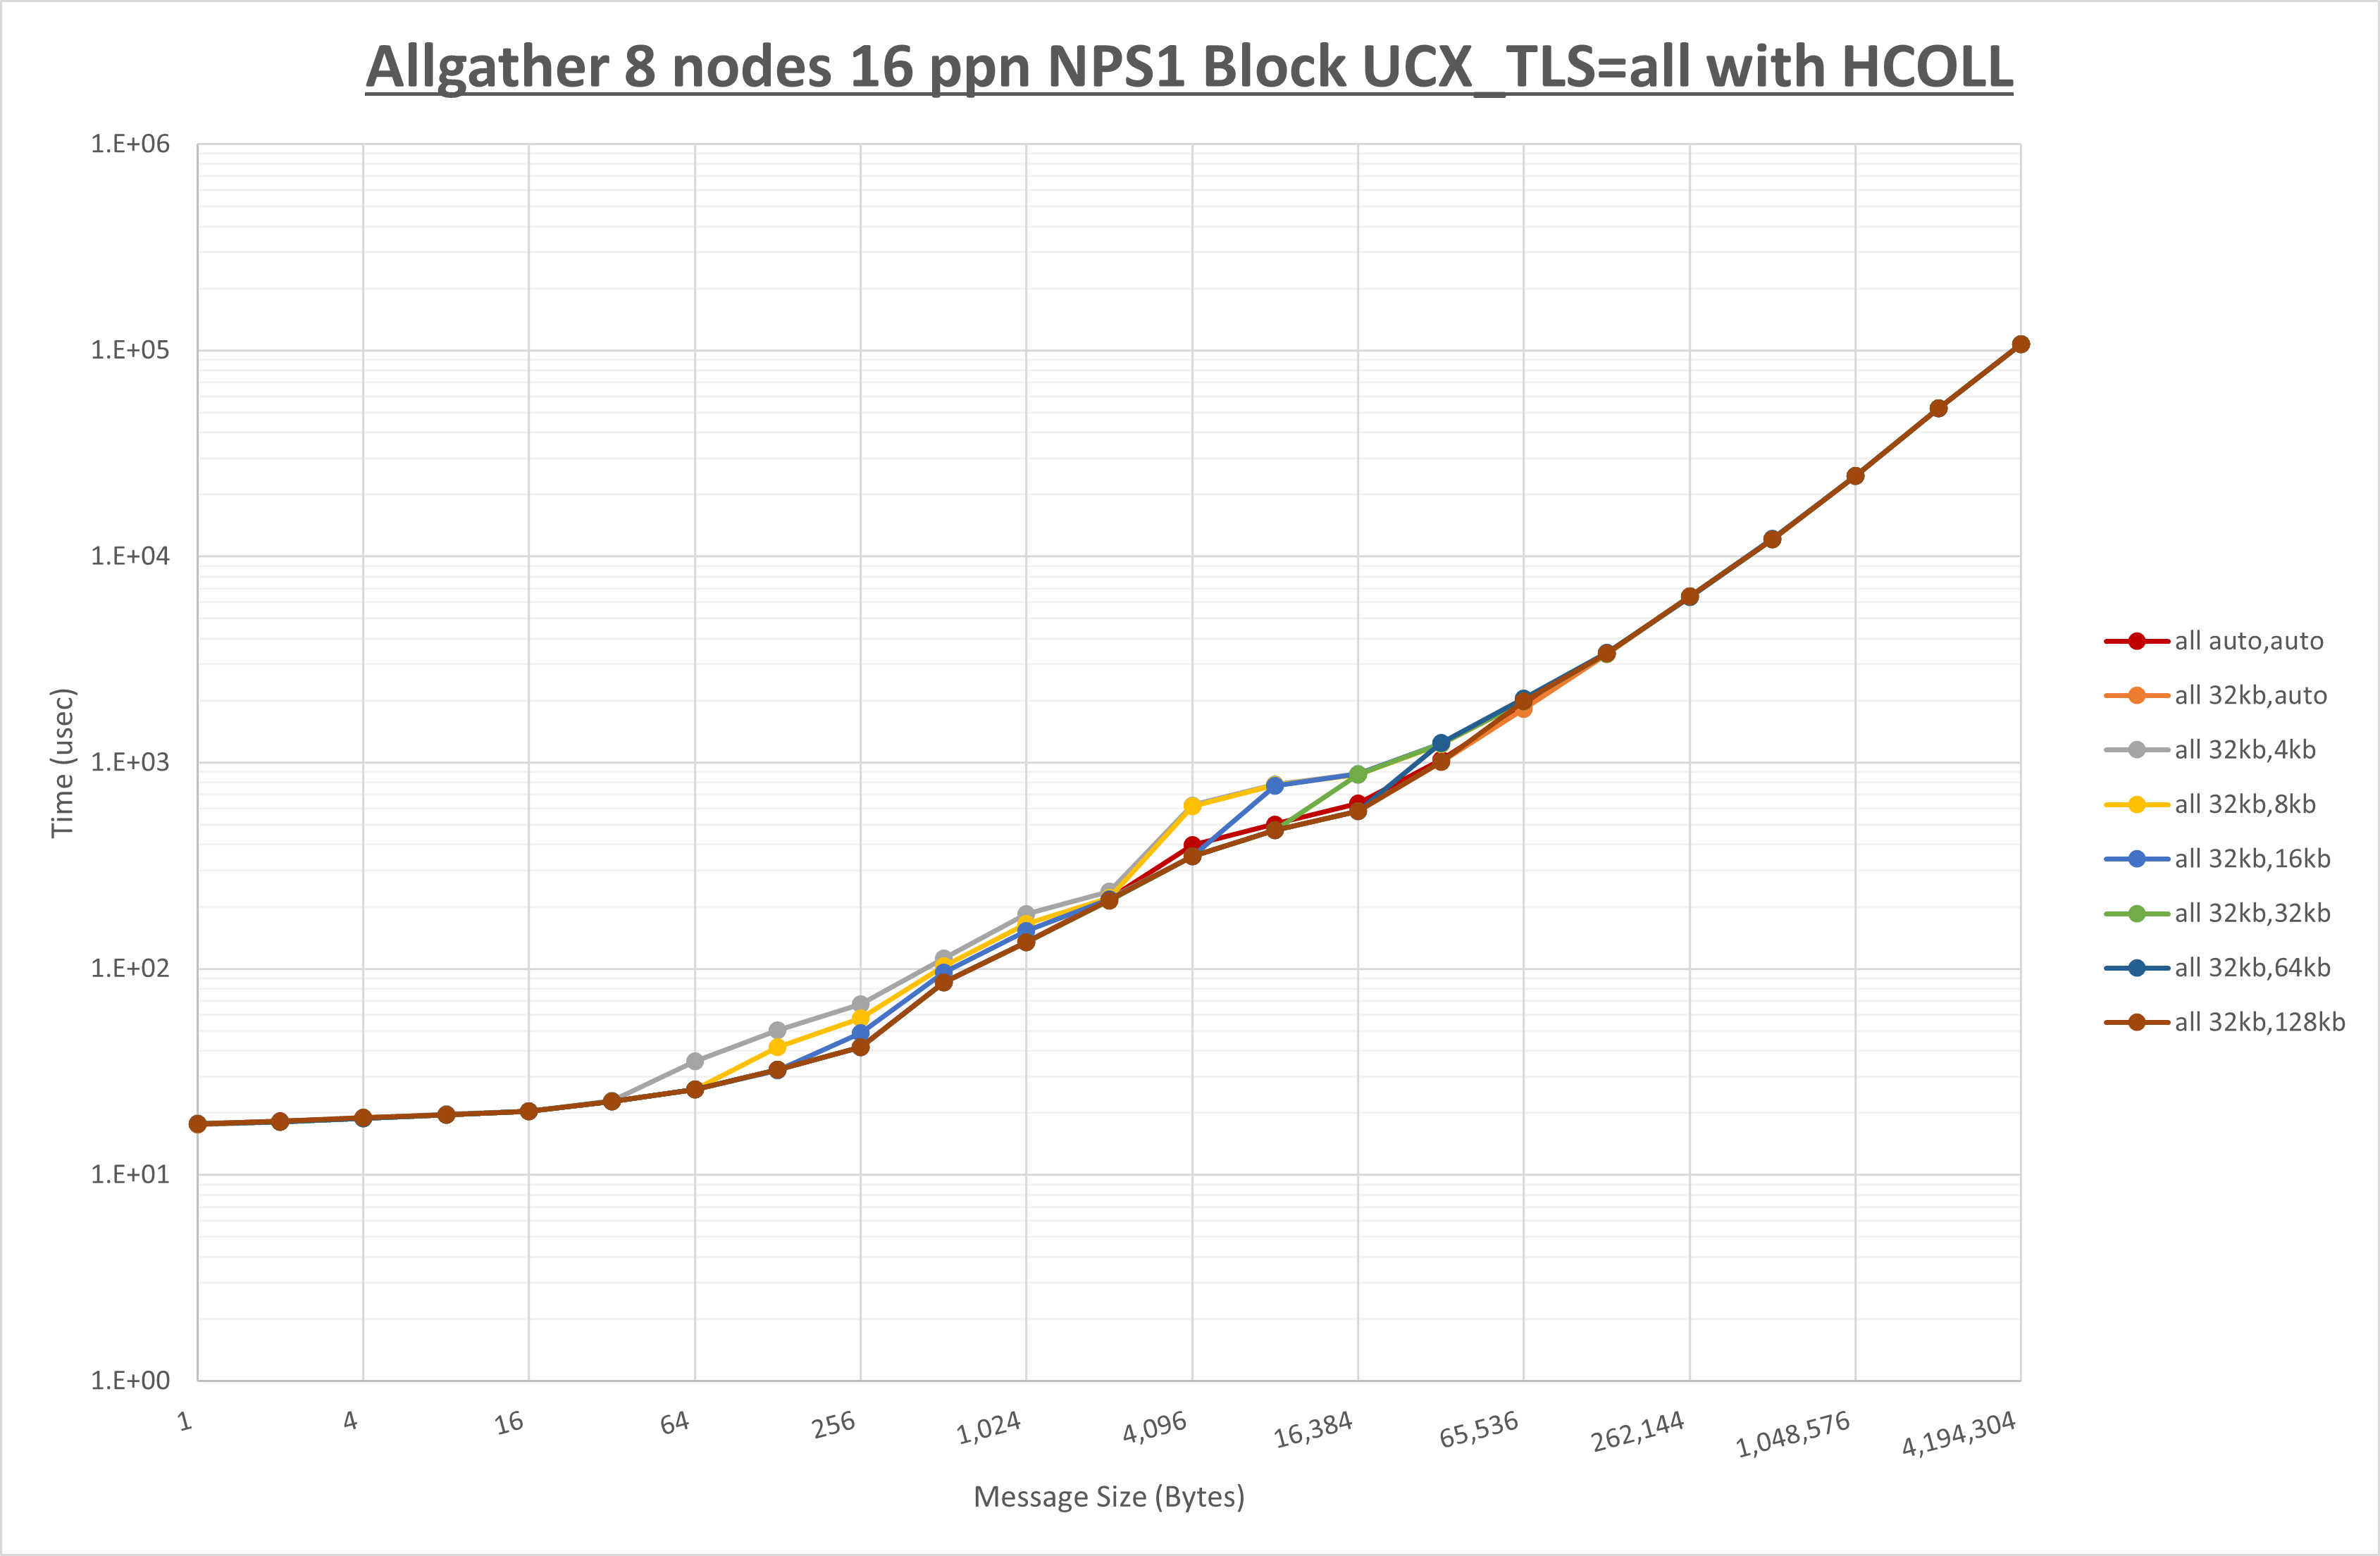 Allgather 8 nodes 16 ppn NPS1 Block UCX_TLS=all with HCOLL
1.E+06
1.E+05
1.E+04
1.E+03
1.E+02
1.E+01
1.E+00
Time (usec)
1
4
16
64
256
1,024
4,096
16,384
65,536
262,144
1,048,576
4,194,304
Message Size (Bytes)
all auto,auto
all 32kb,auto
all 32kb,4kb
all 32kb,8kb
all 32kb,16kb
all 32kb,32kb
all 32kb,64kb
all 32kb,128kb